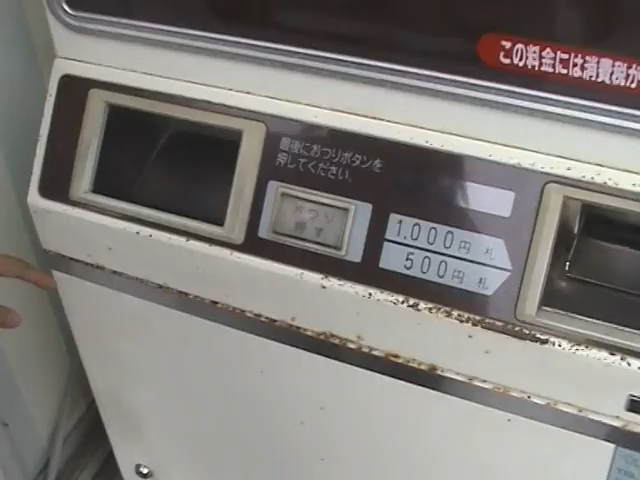 この料金には消費税が
最後におつりボタンを
押してください。
おつり
押す
1.000円 札
500円 札